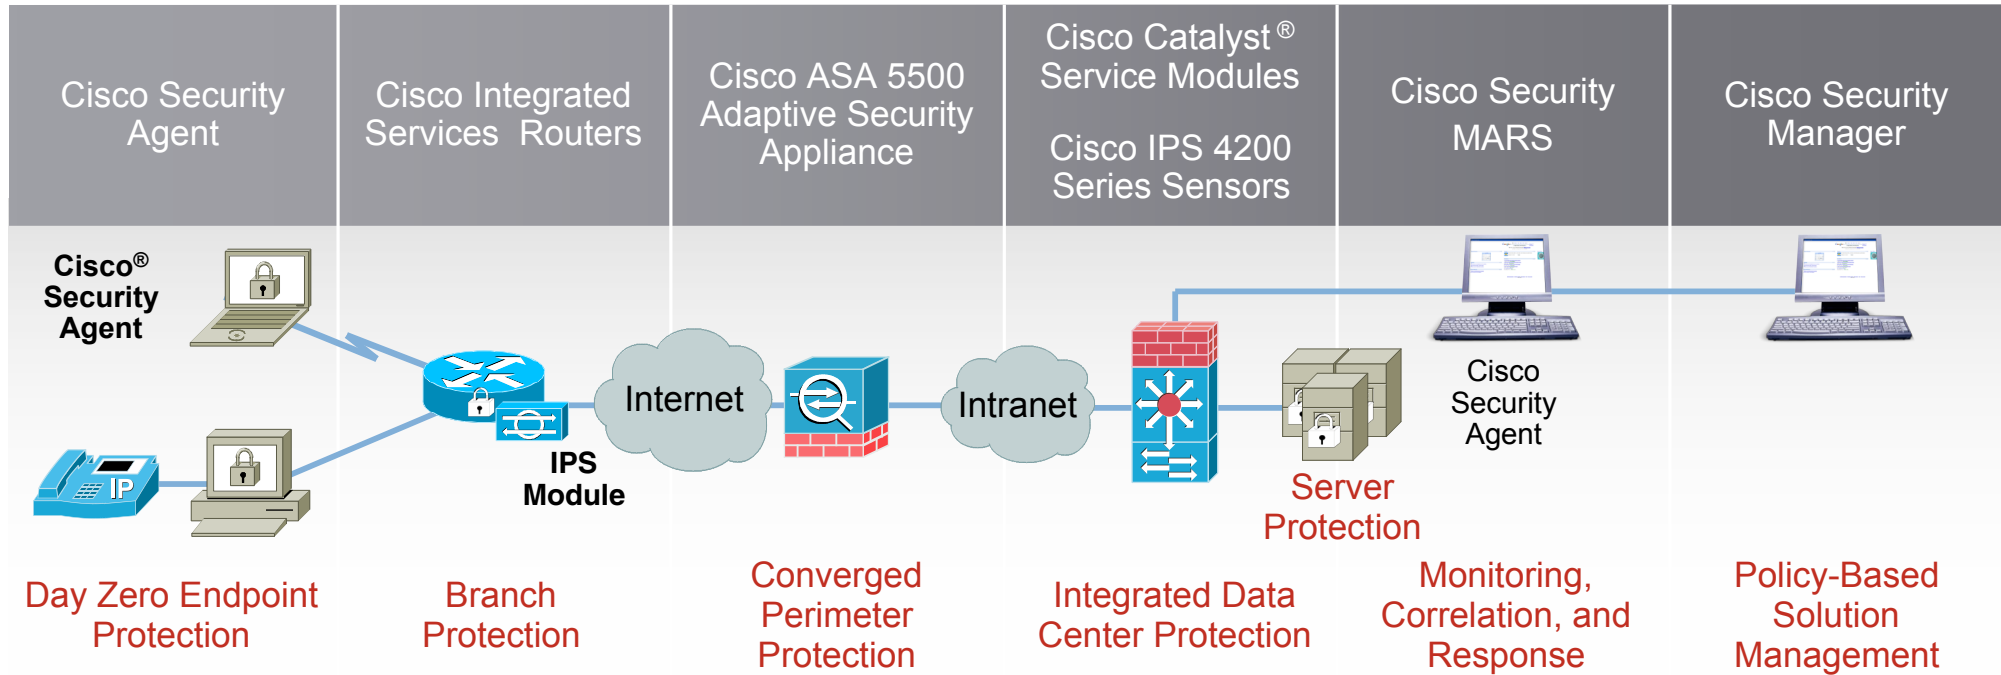 Cisco Security
Agent
Cisco Integrated
Services Routers
Cisco ASA 5500
Adaptive Security
Appliance
Cisco Catalyst®
Service Modules
Cisco IPS 4200
Series Sensors
Cisco Security
MARS
Cisco Security
Manager
Cisco®
Security
Agent
IP
IPS
Module
Internet
Intranet
Cisco
Security
Agent
Server
Protection
Day Zero Endpoint
Protection
Branch
Protection
Converged
Perimeter
Protection
Integrated Data
Center Protection
Monitoring,
Correlation, and
Response
Policy-Based
Solution
Management